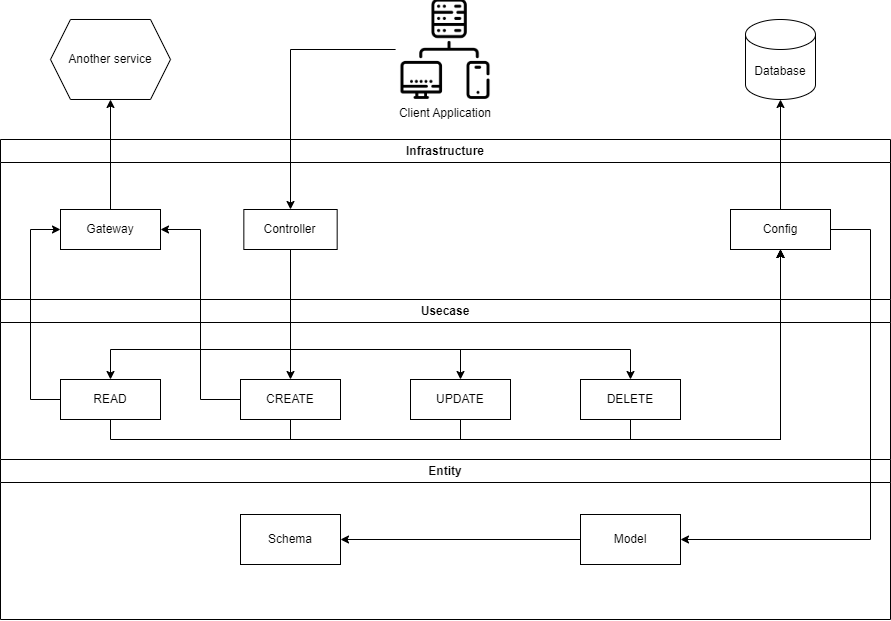 Another service
Client Application
Database
Infrastructure
Gateway
Controller
Config
Usecase
READ
CREATE
UPDATE
DELETE
Entity
Schema
Model